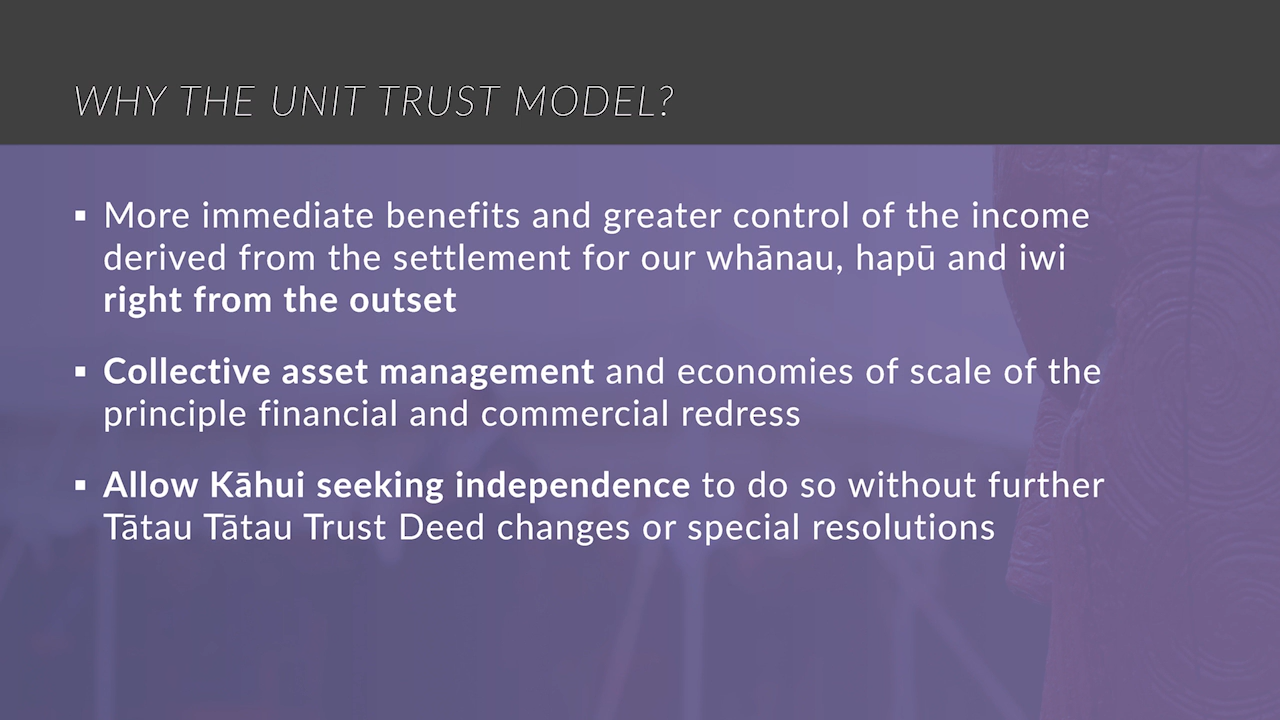 WHY THE UNIT TRUST MODEL?
▪ More immediate benefits and greater control of the income
derived from the settlement for our whānau, hapū and iwi
right from the outset
▪ Collective asset management and economies of scale of the
principle financial and commercial redress
▪ Allow Kāhui seeking independence to do so without further
Tātau Tātau Trust Deed changes or special resolutions